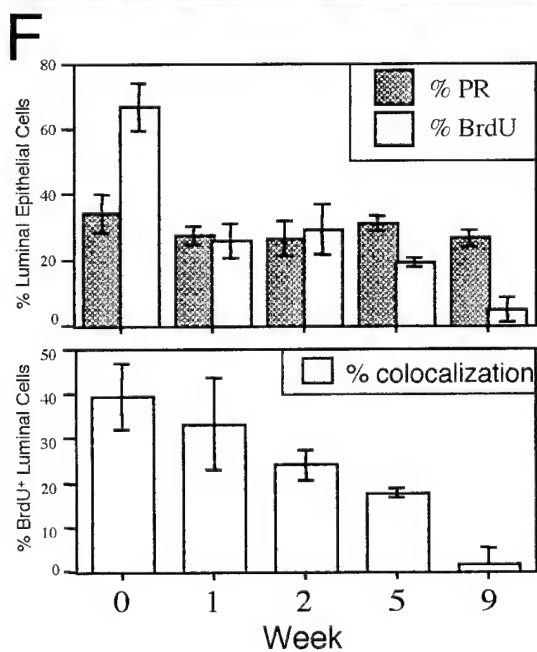 F
% Luminal Epithelial Cells
80
60
40
20
0
% PR
% BrdU
% BrdU+ Luminal Cells
50
40
30
20
10
0
% colocalization
0 1 2 5 9
Week